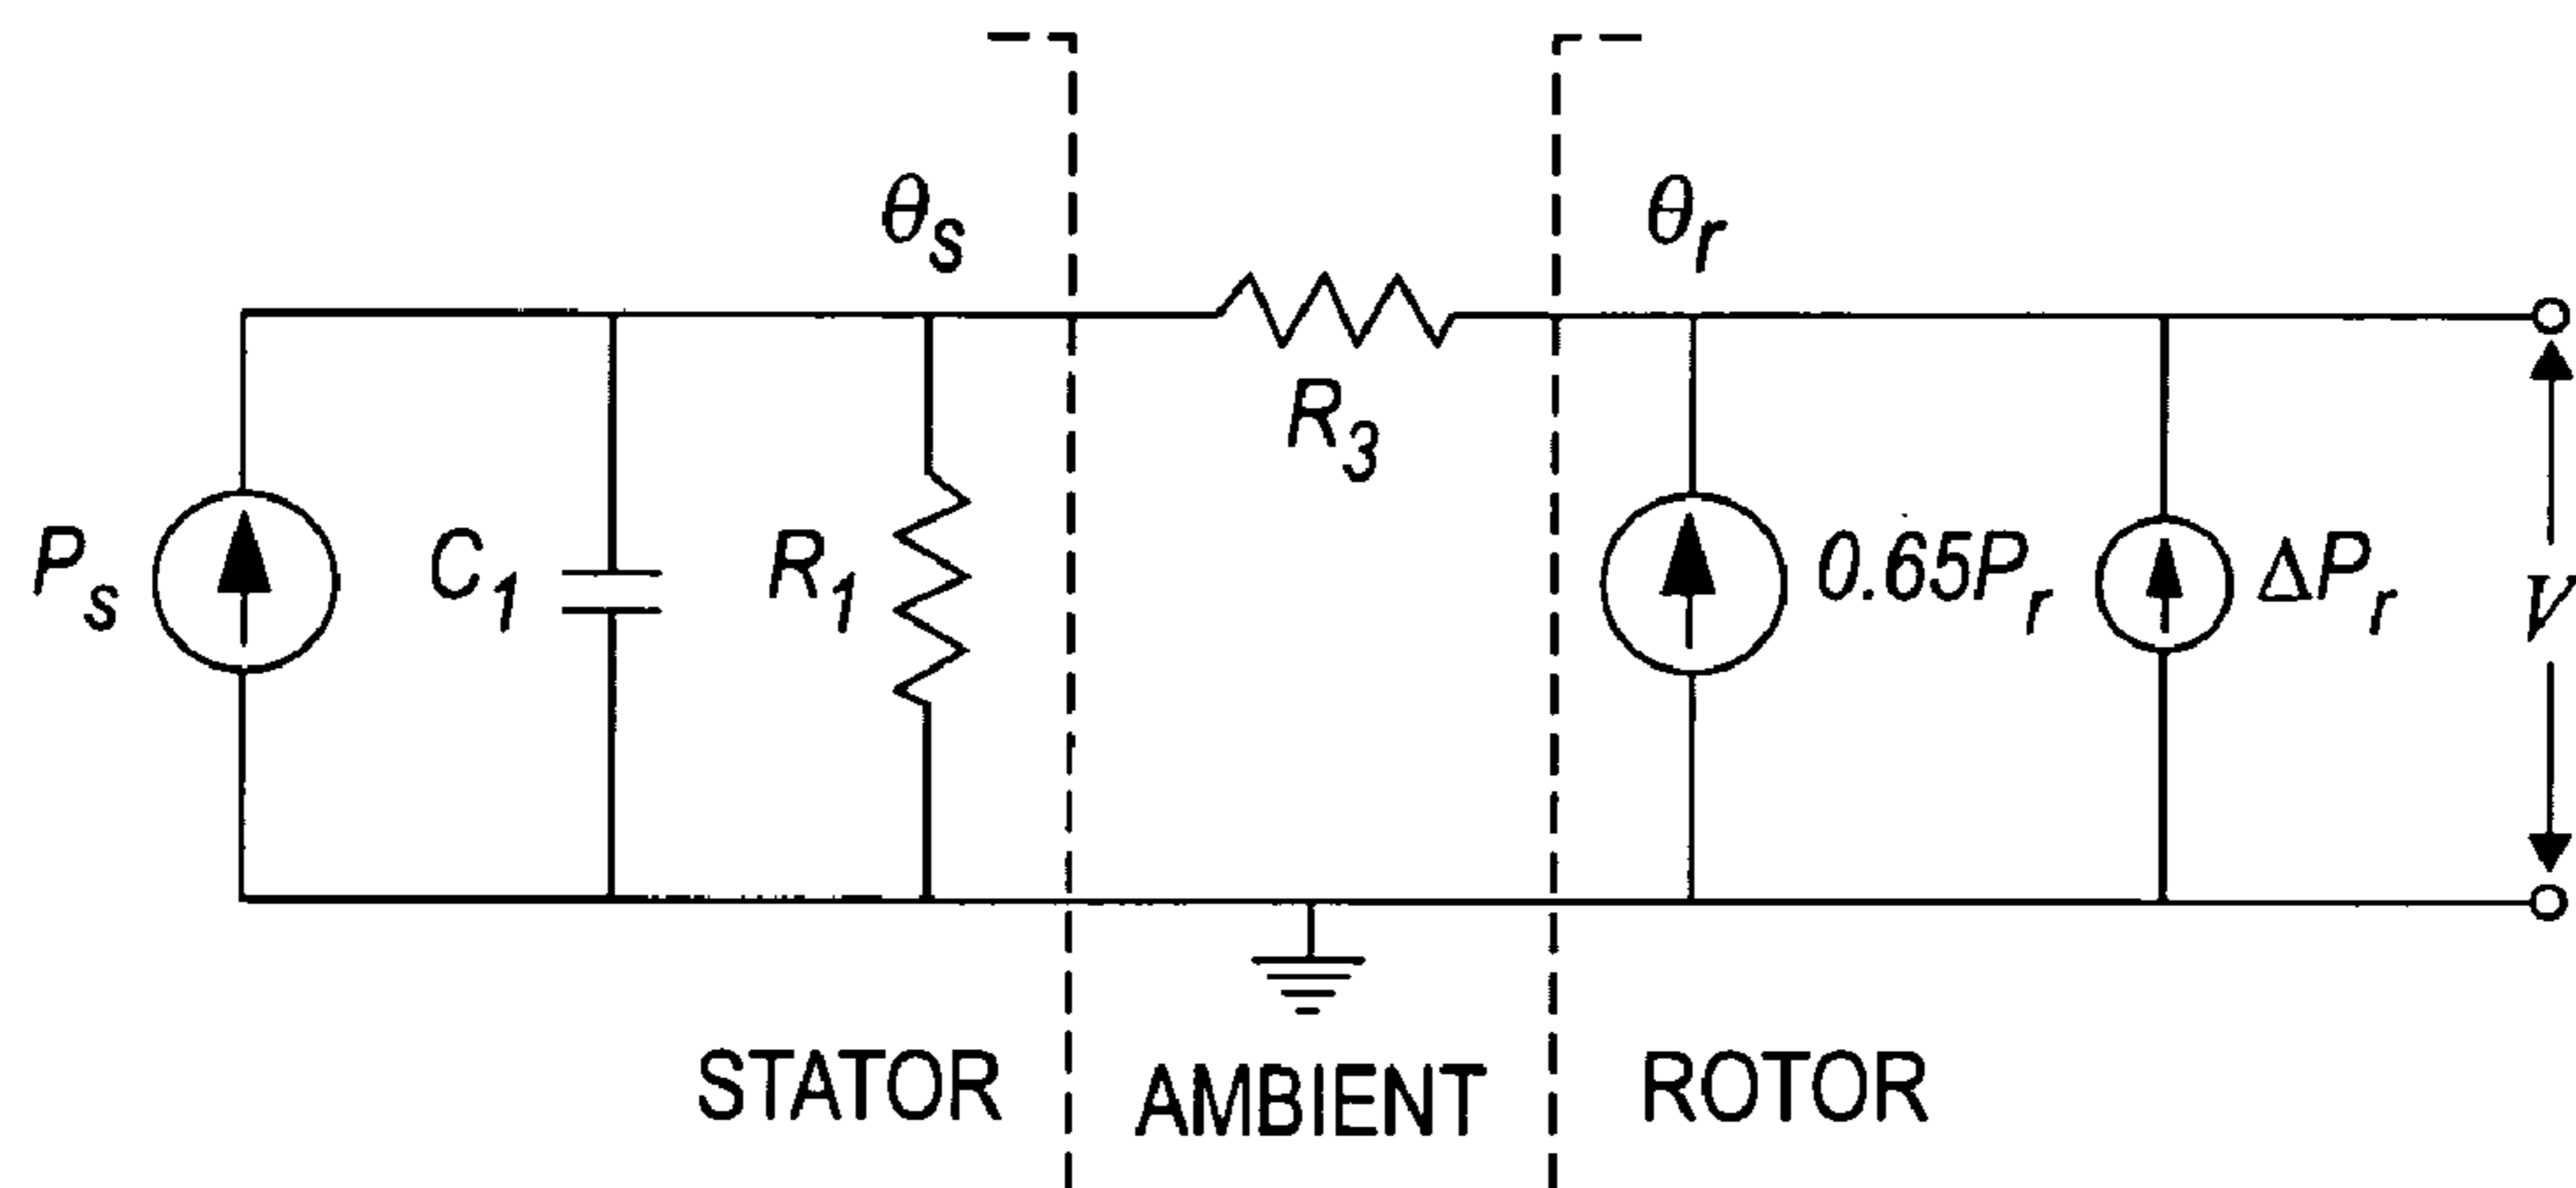 θs
θr
R3
Ps
C1
R1
0.65Pr
ΔPr
V
STATOR
AMBIENT
ROTOR